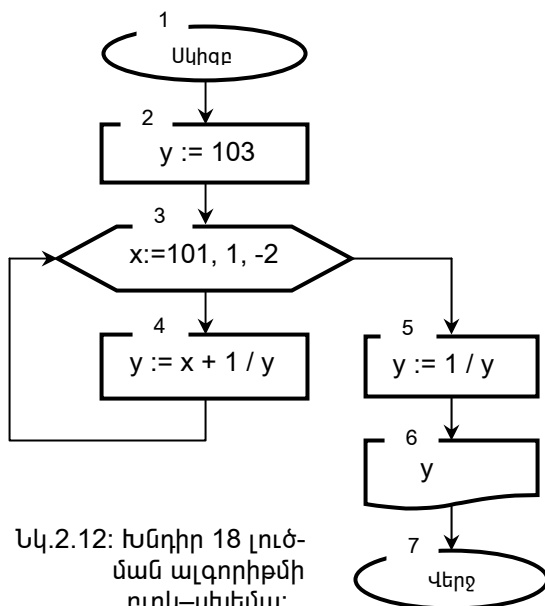 1
Սկիզբ
2
y := 103
3
x:=101, 1, -2
4
y := x + 1 / y
5
y := 1 / y
6
y
7
Վերջ
Նկ.2.12: Խնդիր 18 լուծ-
ման ալգորիթմի